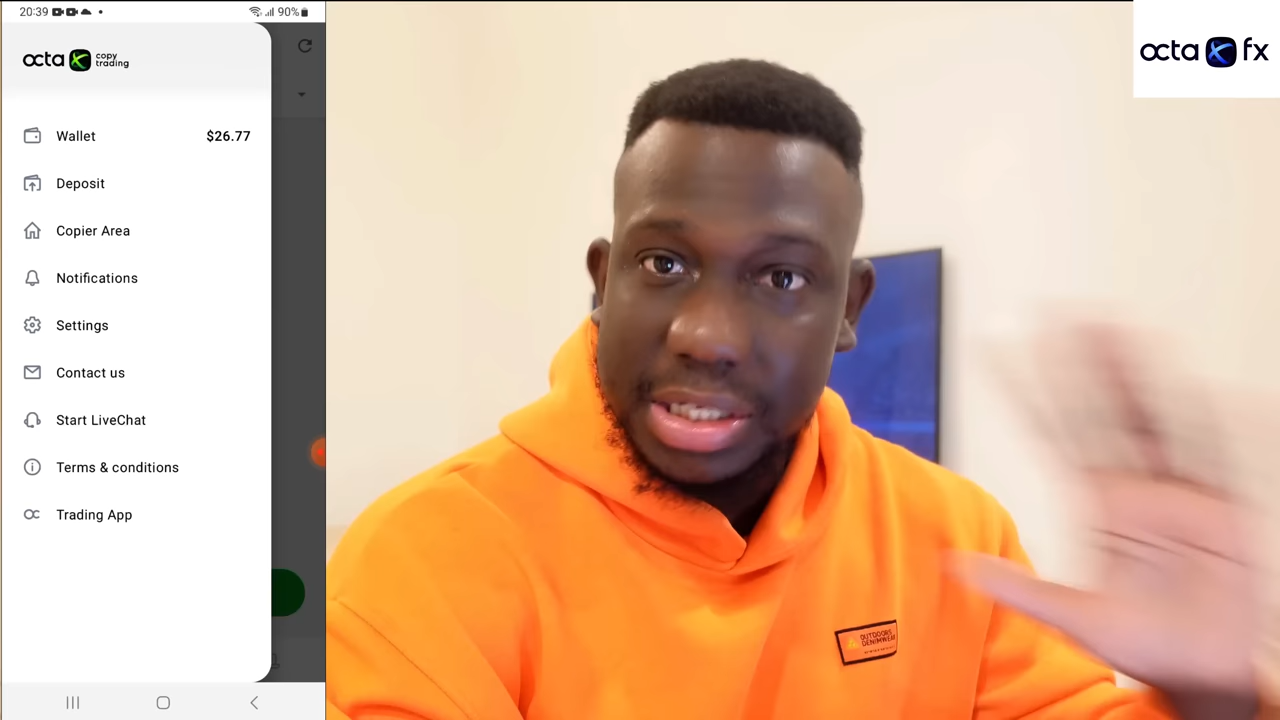 20:39
90%
octa copy trading
Wallet $26.77
Deposit
Copier Area
Notifications
Settings
Contact us
Start LiveChat
Terms & conditions
Trading App
octa fx
OUTDOORS
DENIMWEAR